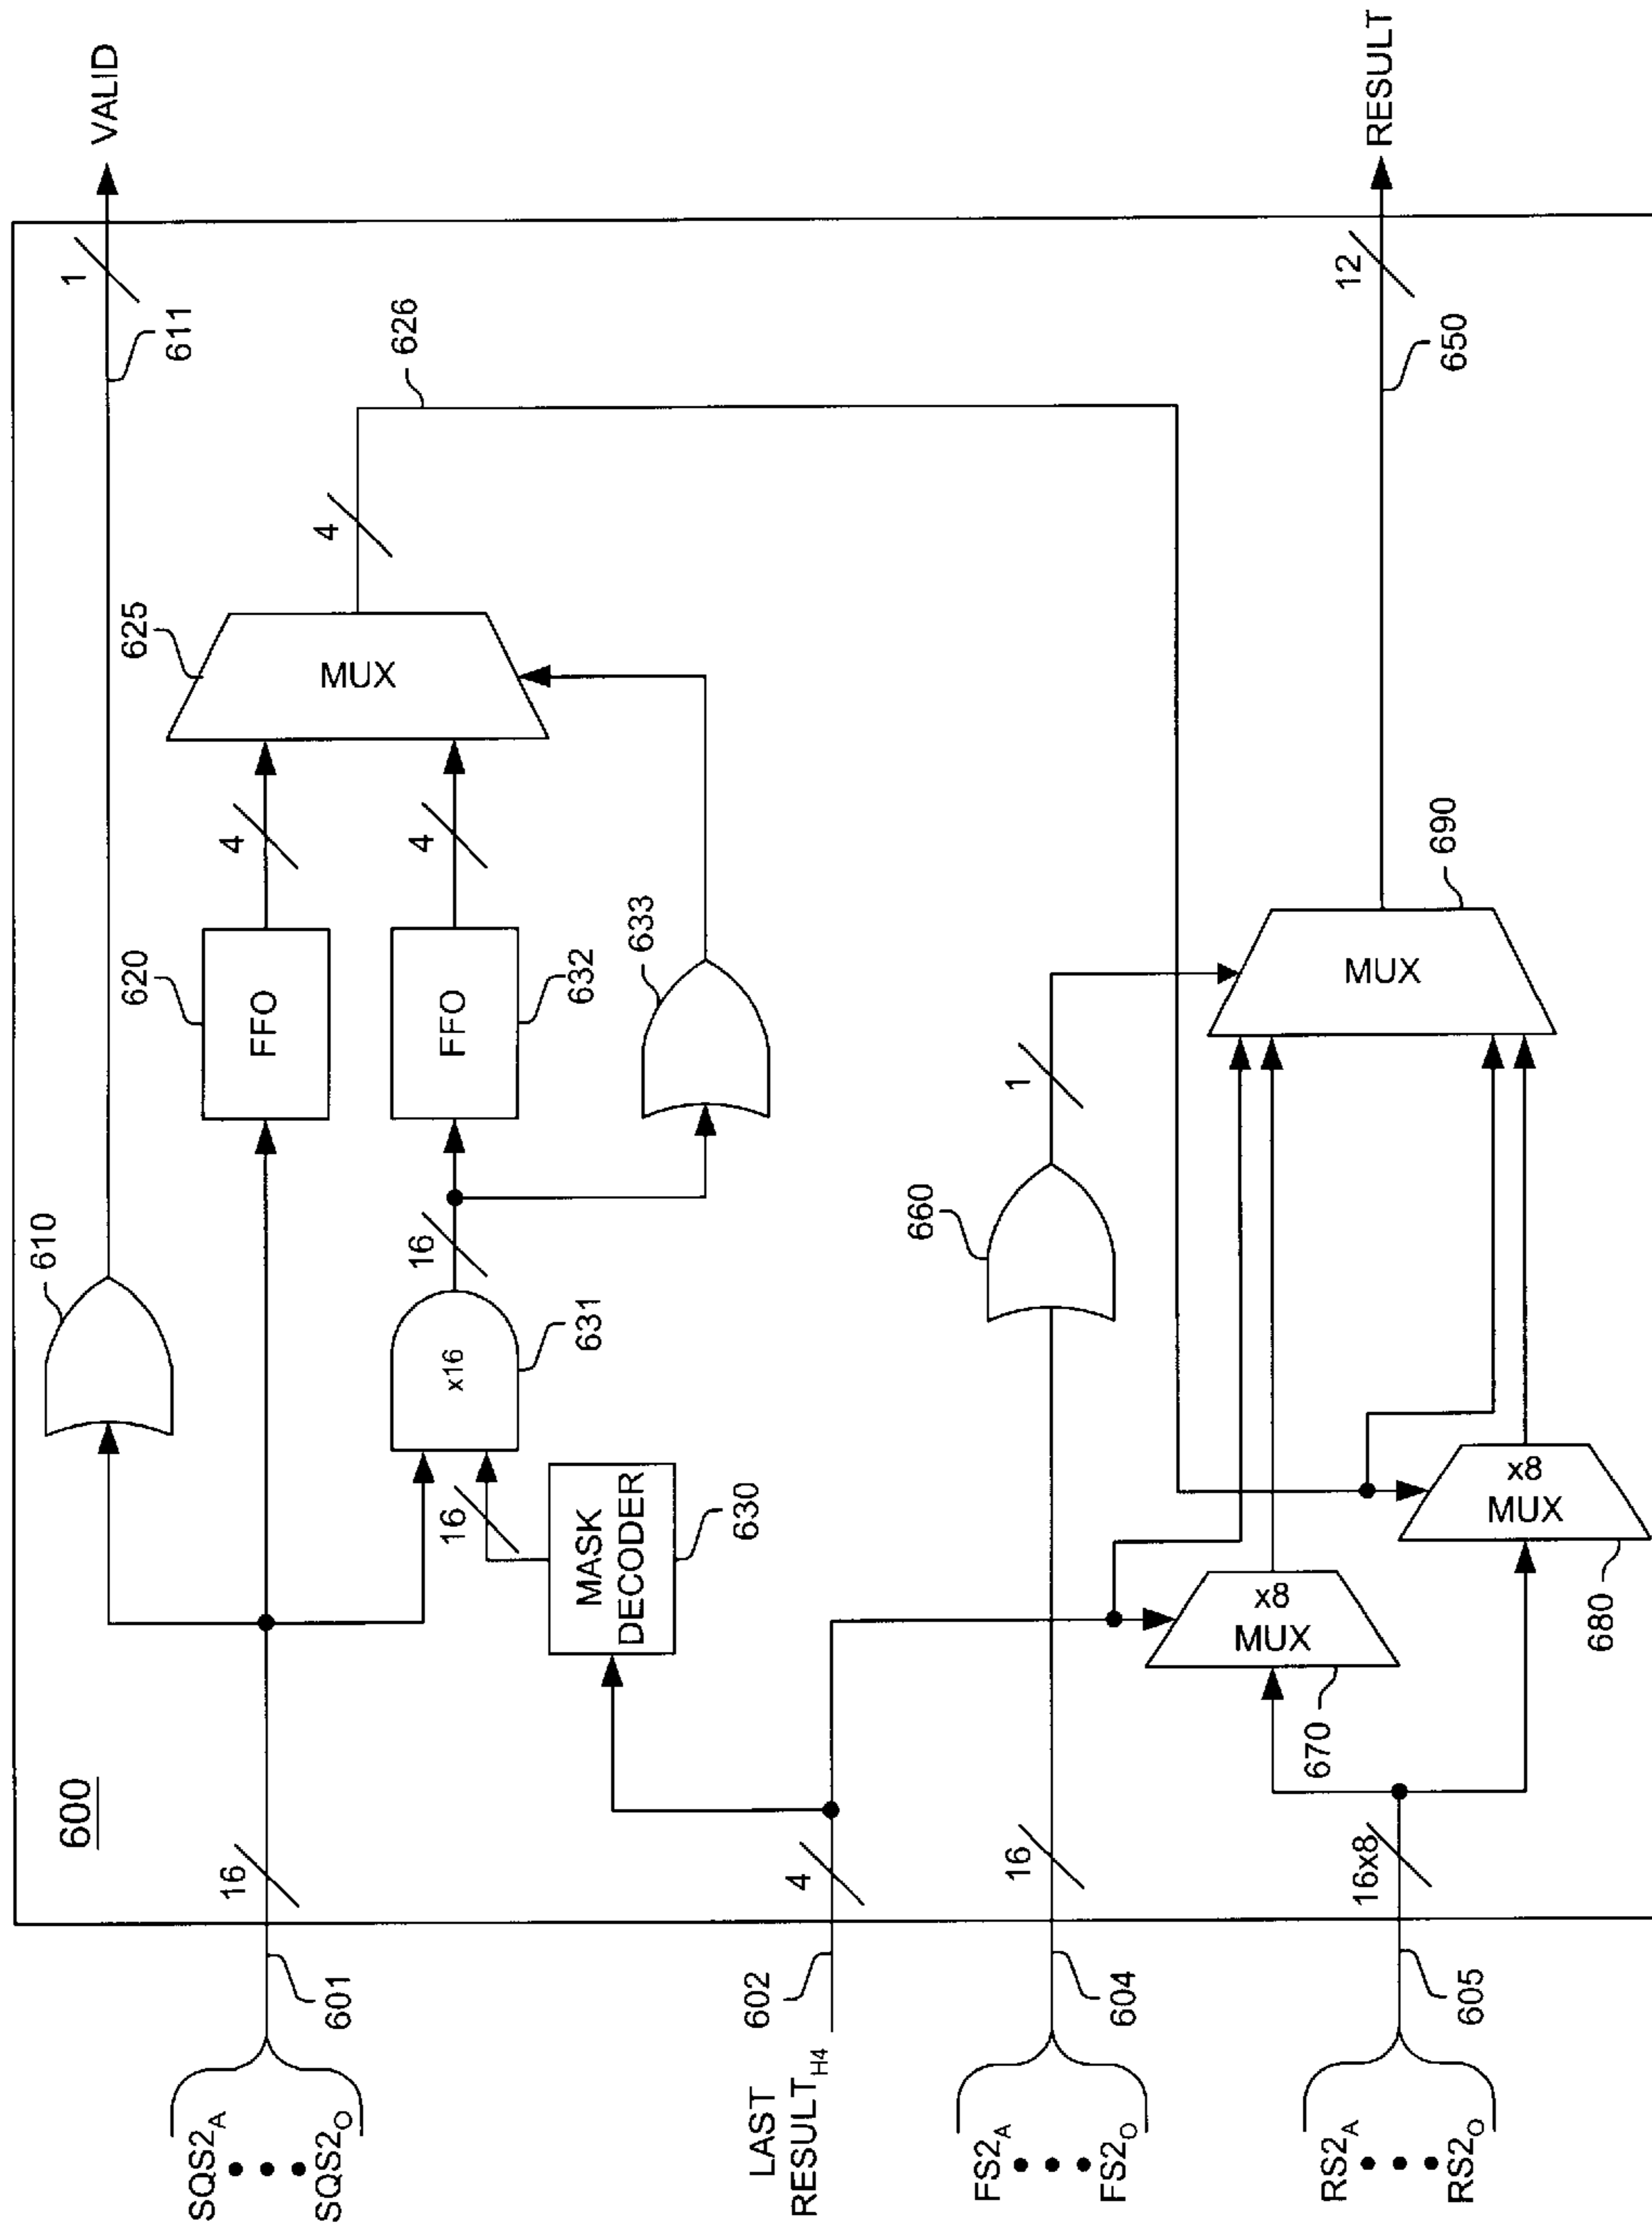 600
SQS2A
SQS2O
601
16
610
611
1
VALID
620
FFO
4
625
MUX
4
626
x16
631
16
FFO
632
4
633
16
MASK
DECODER
630
LAST
RESULTH4
602
4
FS2A
FS2O
604
16
660
1
RS2A
RS2O
605
16x8
x8
MUX
670
x8
MUX
680
MUX
690
650
12
RESULT